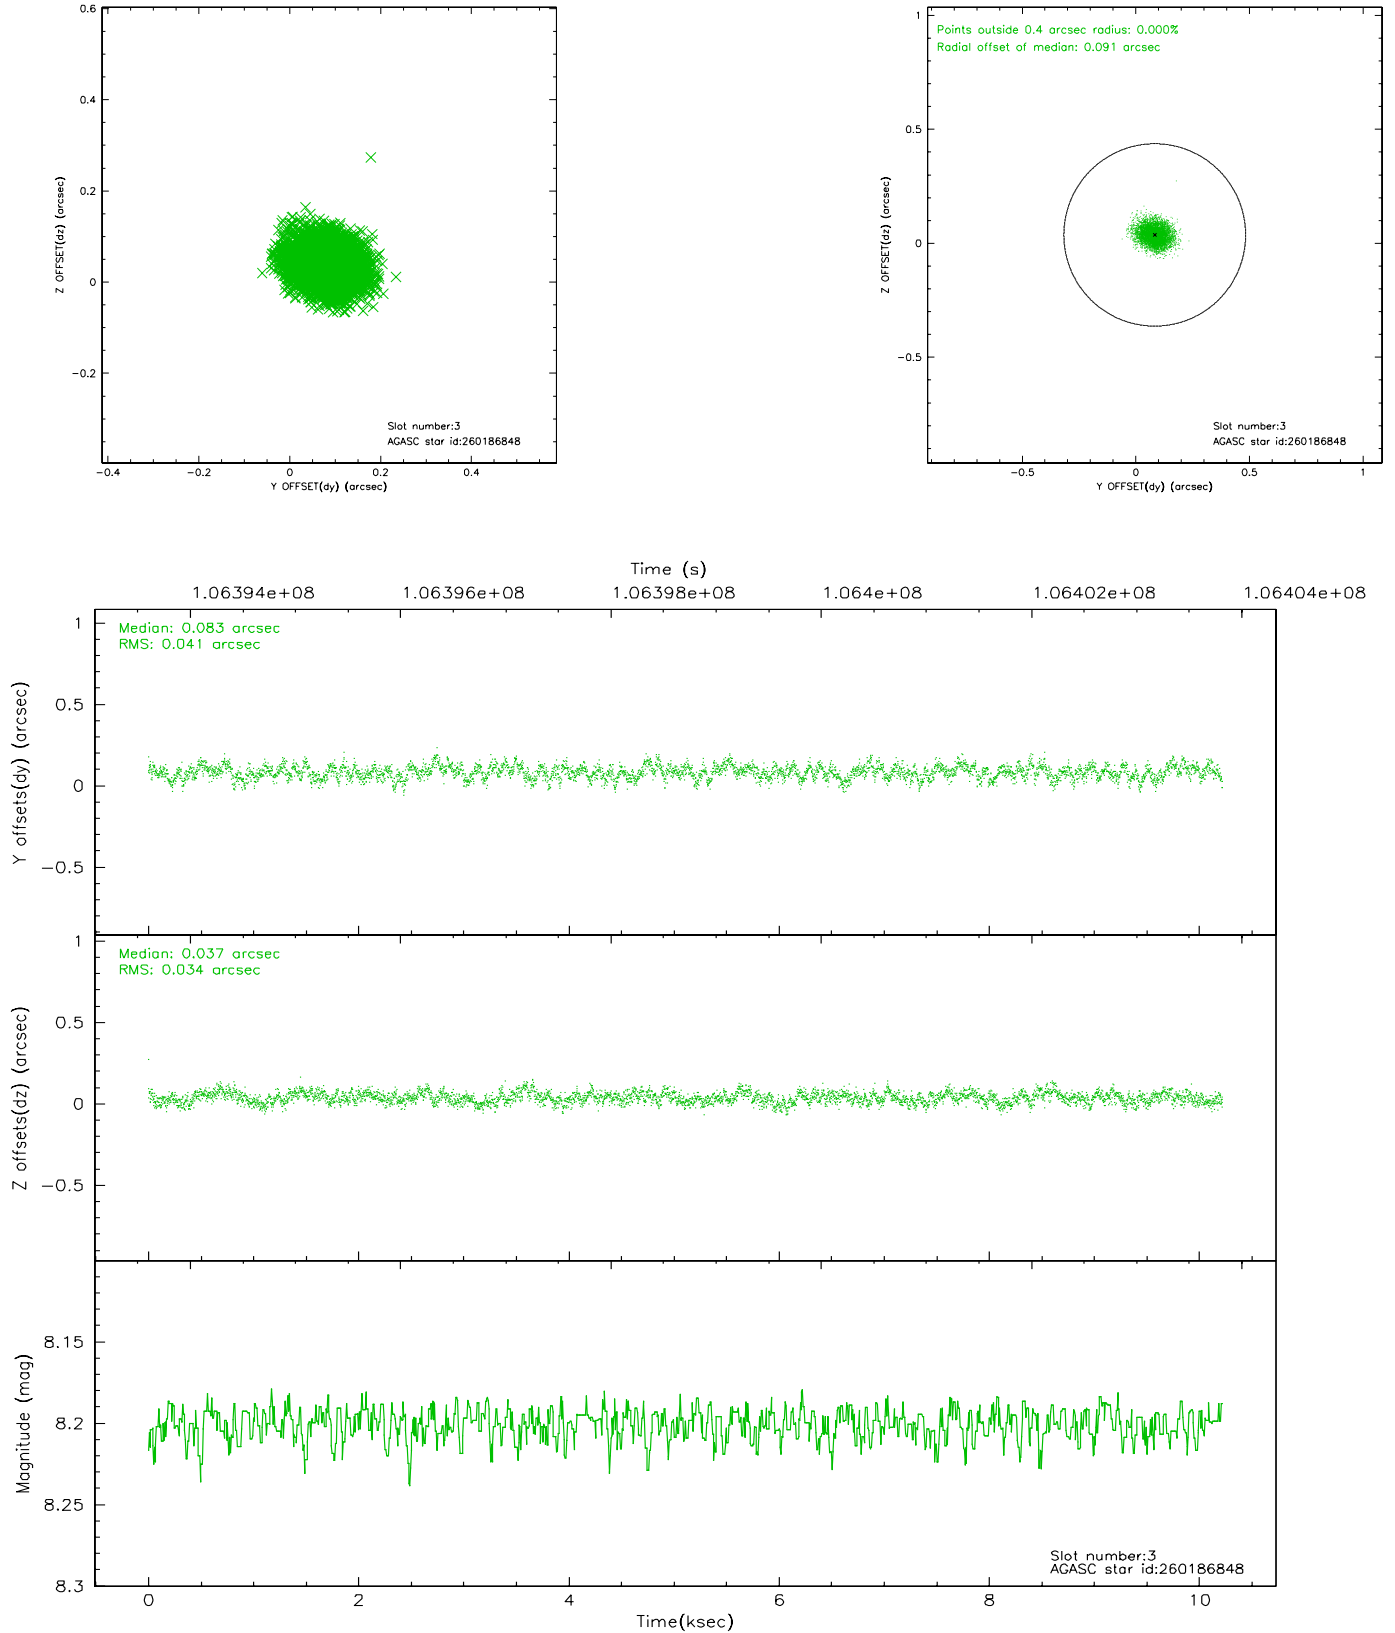 0.6
0.4
0.2
0
−0.2
Z OFFSET(dz) (arcsec)
Slot number:3
AGASC star id:260186848
−0.4 −0.2 0 0.2 0.4
Y OFFSET(dy) (arcsec)
1
0.5
0
−0.5
Z OFFSET(dz) (arcsec)
Points outside 0.4 arcsec radius: 0.000%
Radial offset of median: 0.091 arcsec
Slot number:3
AGASC star id:260186848
−0.5 0 0.5 1
Y OFFSET(dy) (arcsec)
Time (s)
1.06394e+08 1.06396e+08 1.06398e+08 1.064e+08 1.06402e+08 1.06404e+08
Median: 0.083 arcsec
RMS: 0.041 arcsec
1
0.5
0
−0.5
Y offsets(dy) (arcsec)
Median: 0.037 arcsec
RMS: 0.034 arcsec
1
0.5
0
−0.5
Z offsets(dz) (arcsec)
8.15
8.2
8.25
8.3
Magnitude (mag)
Slot number:3
AGASC star id:260186848
0 2 4 6 8 10
Time(ksec)